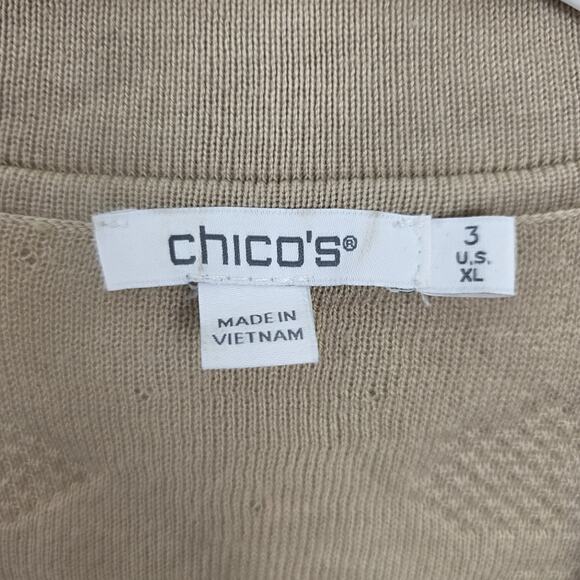 chico's®
3
U.S.
XL
MADE IN
VIETNAM